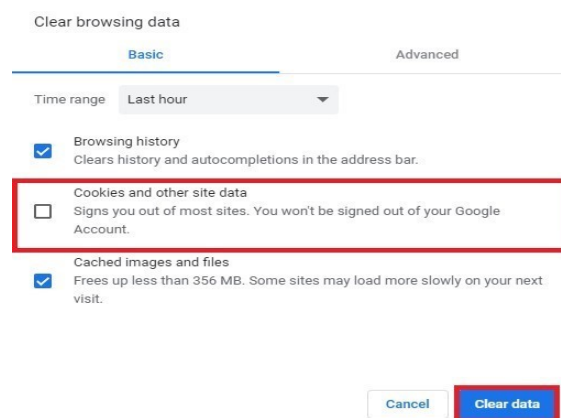 Clear browsing data
Basic
Advanced
Time range
Last hour
Browsing history
Clears history and autocompletions in the address bar.
Cookies and other site data
Signs you out of most sites. You won't be signed out of your Google
Account.
Cached images and files
Frees up less than 356 MB. Some sites may load more slowly on your next
visit.
Cancel
Clear data